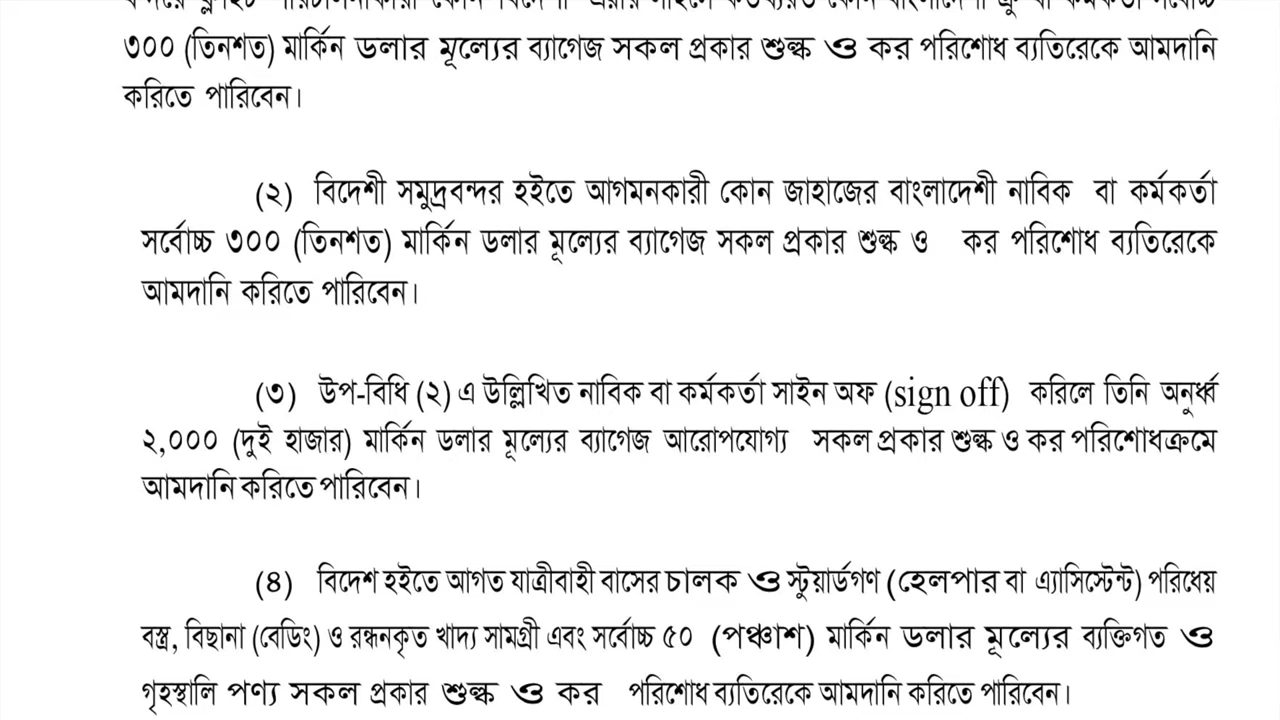 ৩০০ (তিনশত) মার্কিন ডলার মূল্যের ব্যাগেজ সকল প্রকার শুল্ক ও কর পরিশোধ ব্যতিরেকে আমদানি
করিতে পারিবেন।
(২) বিদেশী সমুদ্রবন্দর হইতে আগমনকারী কোন জাহাজের বাংলাদেশী নাবিক বা কর্মকর্তা
সর্বোচ্চ ৩০০ (তিনশত) মার্কিন ডলার মূল্যের ব্যাগেজ সকল প্রকার শুল্ক ও কর পরিশোধ ব্যতিরেকে
আমদানি করিতে পারিবেন।
(৩) উপ-বিধি (২) এ উল্লিখিত নাবিক বা কর্মকর্তা সাইন অফ (sign off) করিলে তিনি অনুর্ধ্ব
২,০০০ (দুই হাজার) মার্কিন ডলার মূল্যের ব্যাগেজ আরোপযোগ্য সকল প্রকার শুল্ক ও কর পরিশোধক্রমে
আমদানি করিতে পারিবেন।
(৪) বিদেশ হইতে আগত যাত্রীবাহী বাসের চালক ও স্টুয়ার্ডগণ (হেলপার বা এ্যাসিস্টেন্ট) পরিধেয়
বস্ত্র, বিছানা (বেডিং) ও রন্ধনকৃত খাদ্য সামগ্রী এবং সর্বোচ্চ ৫০ (পঞ্চাশ) মার্কিন ডলার মূল্যের ব্যক্তিগত ও
গৃহস্থালি পণ্য সকল প্রকার শুল্ক ও কর পরিশোধ ব্যতিরেকে আমদানি করিতে পারিবেন।